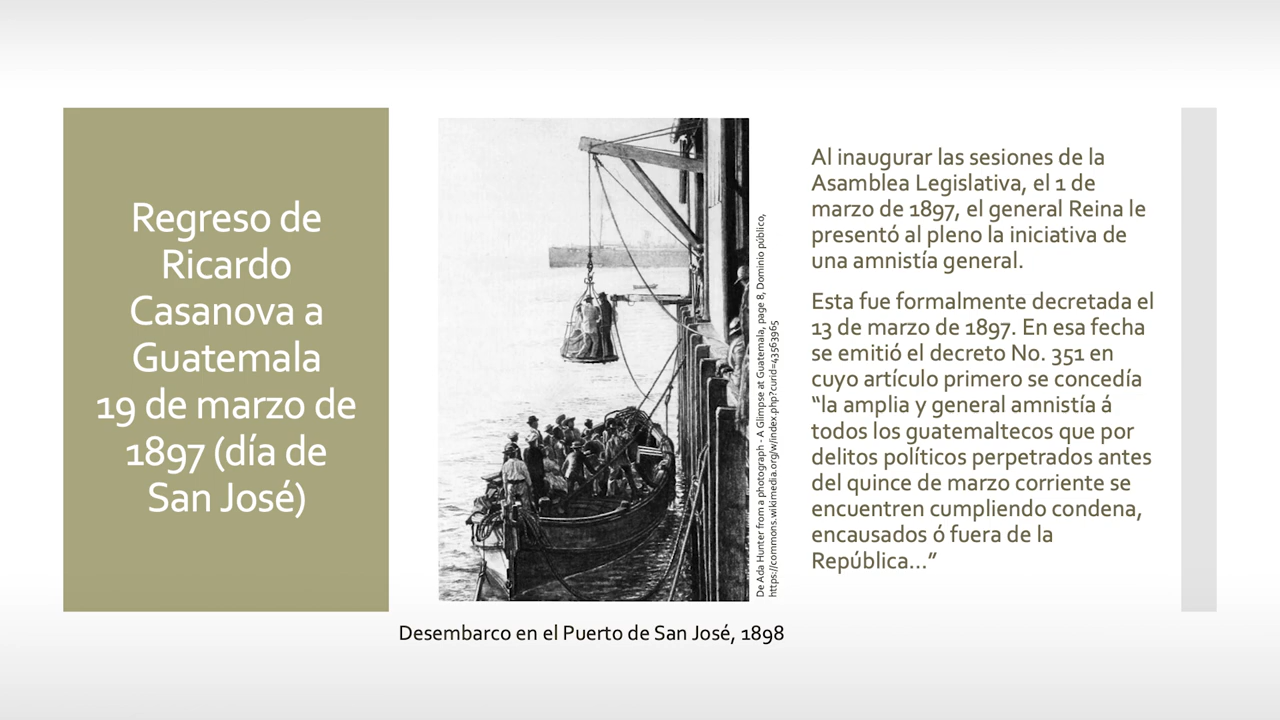 Regreso de
Ricardo
Casanova a
Guatemala
19 de marzo de
1897 (día de
San José)
De Ada Hunter from a photograph - A Glimpse at Guatemala, page 8, Dominio público,
https://commons.wikimedia.org/w/index.php?curid=43563965
Desembarco en el Puerto de San José, 1898
Al inaugurar las sesiones de la
Asamblea Legislativa, el 1 de
marzo de 1897, el general Reina le
presentó al pleno la iniciativa de
una amnistía general.
Esta fue formalmente decretada el
13 de marzo de 1897. En esa fecha
se emitió el decreto No. 351 en
cuyo artículo primero se concedía
“la amplia y general amnistía á
todos los guatemaltecos que por
delitos políticos perpetrados antes
del quince de marzo corriente se
encuentren cumpliendo condena,
encausados ó fuera de la
República...”